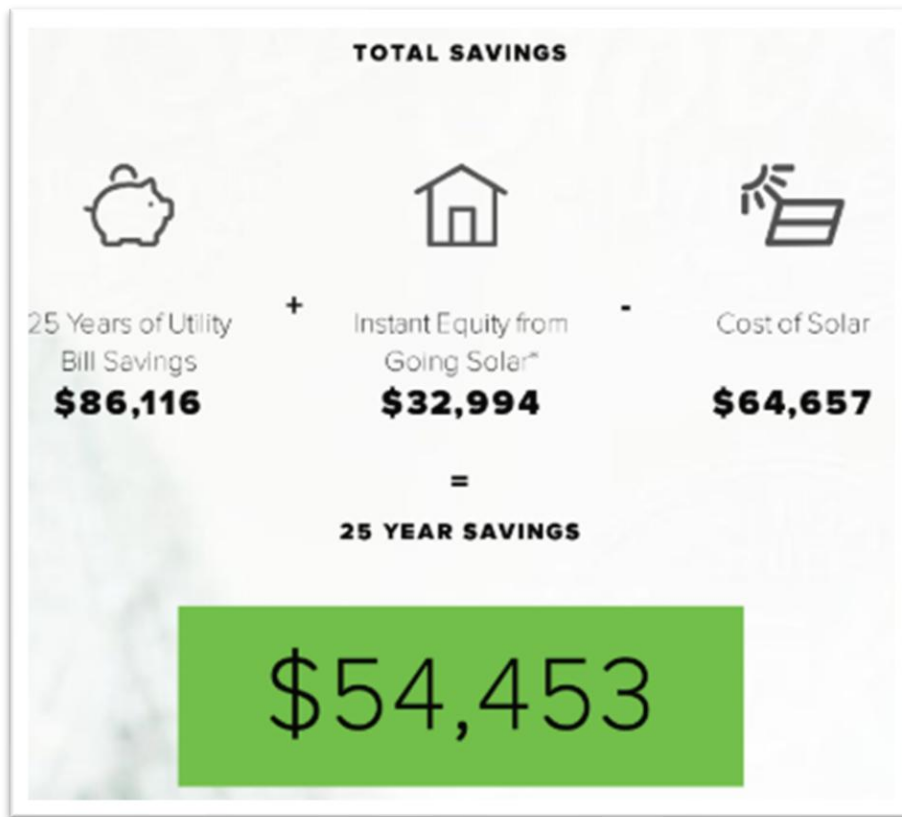 TOTAL SAVINGS
25 Years of Utility
Bill Savings
$86,116
+
Instant Equity from
Going Solar*
$32,994
-
Cost of Solar
$64,657
=
25 YEAR SAVINGS
$54,453